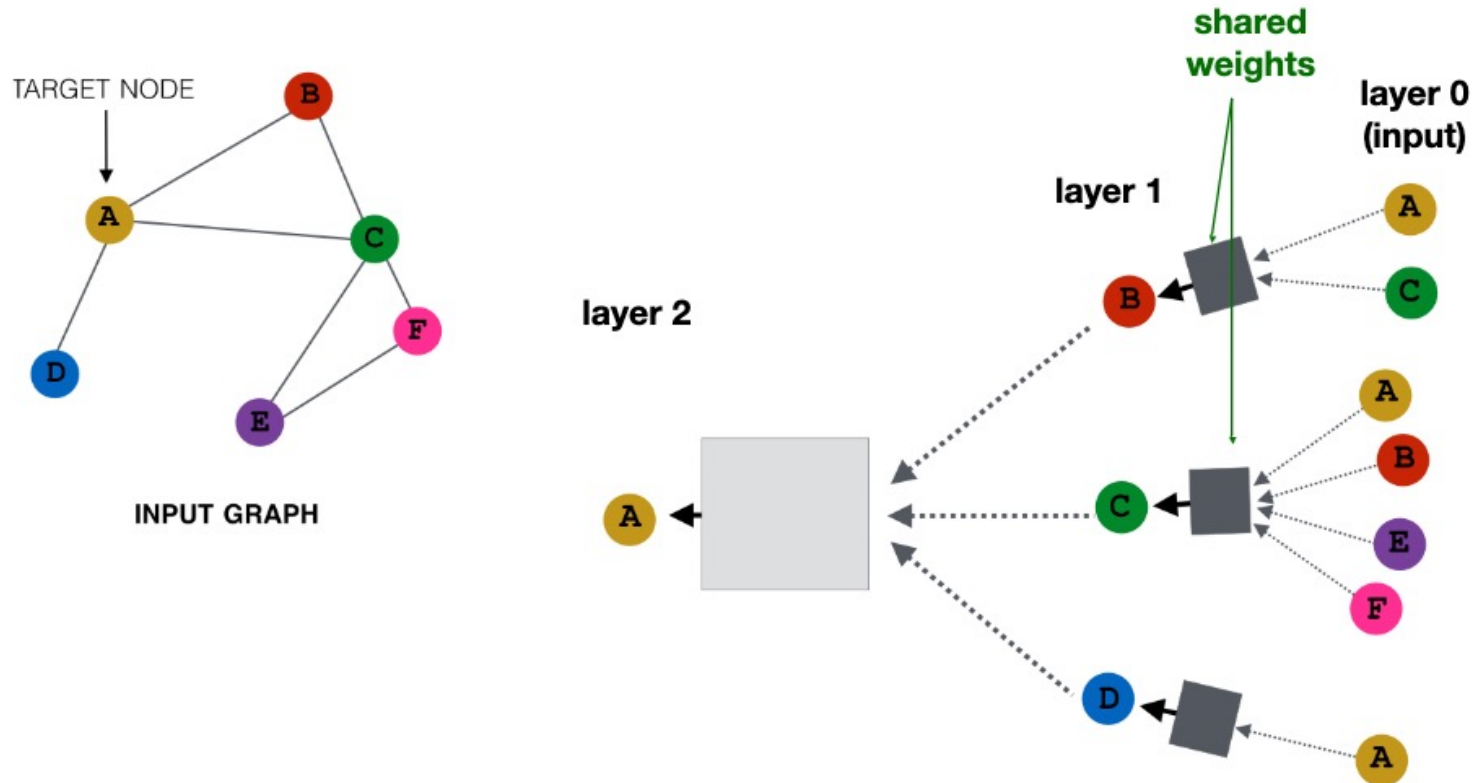 TARGET NODE
B
A
C
F
D
E
INPUT GRAPH
shared
weights
layer 0
(input)
layer 1
layer 2
A
B
C
D
A
C
A
B
E
F
A